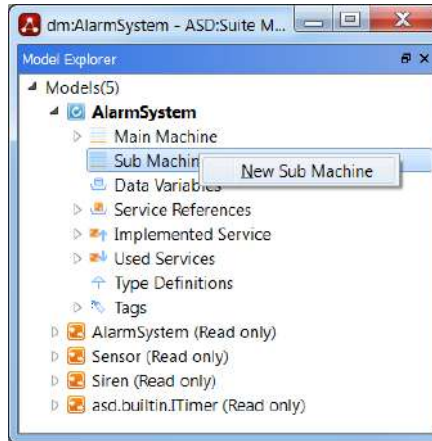 dm:AlarmSystem - ASD:Suite M...
Model Explorer
Models(5)
AlarmSystem
Main Machine
Sub Machin
New Sub Machine
Data Variables
Service References
Implemented Service
Used Services
Type Definitions
Tags
AlarmSystem (Read only)
Sensor (Read only)
Siren (Read only)
asd.builtin.ITimer (Read only)